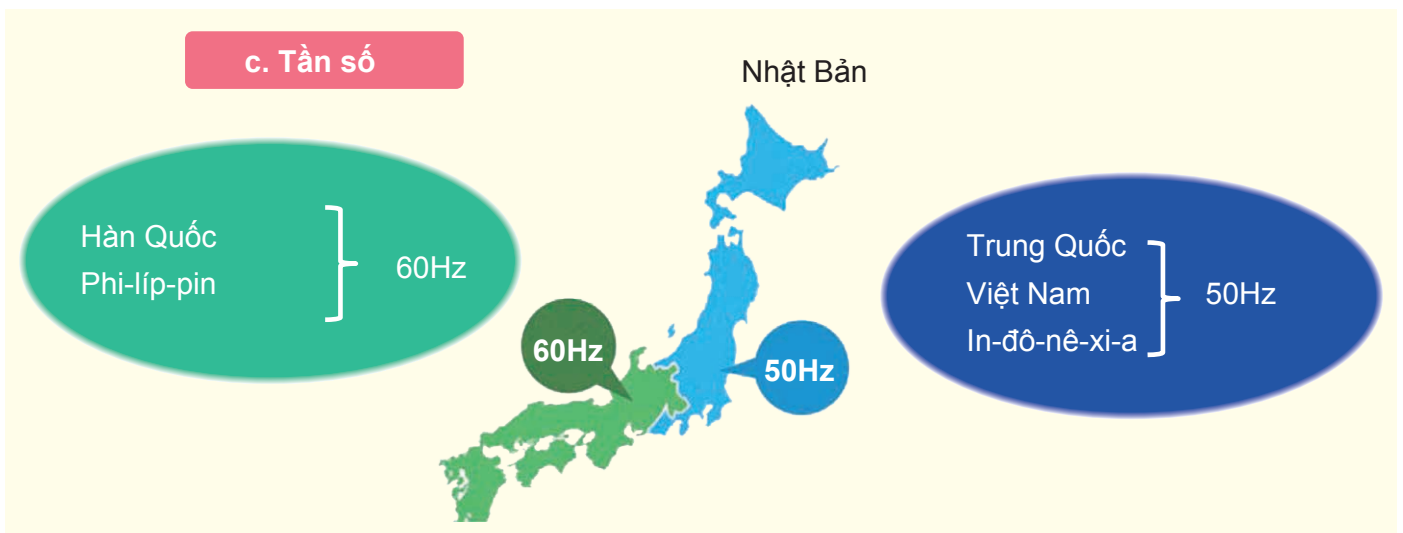 c. Tần số
Nhật Bản
Hàn Quốc
Phi-líp-pin
60Hz
60Hz
50Hz
Trung Quốc
Việt Nam
In-đô-nê-xi-a
50Hz